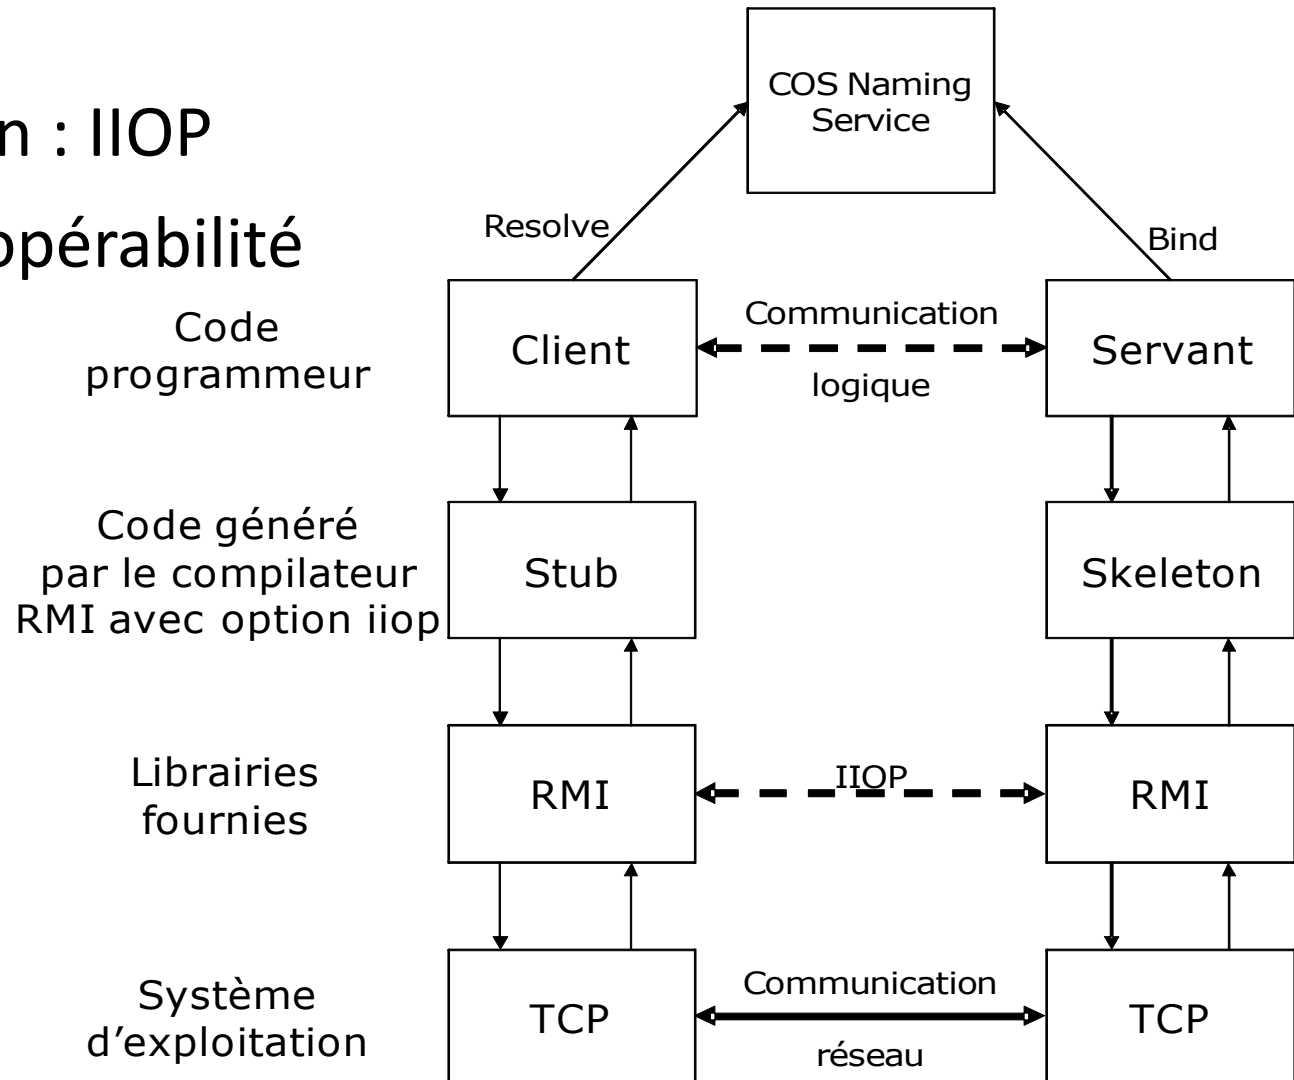 COS Naming
Service
n : IIOP
opérabilité
Resolve
Bind
Code
programmeur
Client
Communication
logique
Servant
Code généré
par le compilateur
RMI avec option iiop
Stub
Skeleton
Librairies
fournies
RMI
IIOP
RMI
Système
d’exploitation
TCP
Communication
réseau
TCP